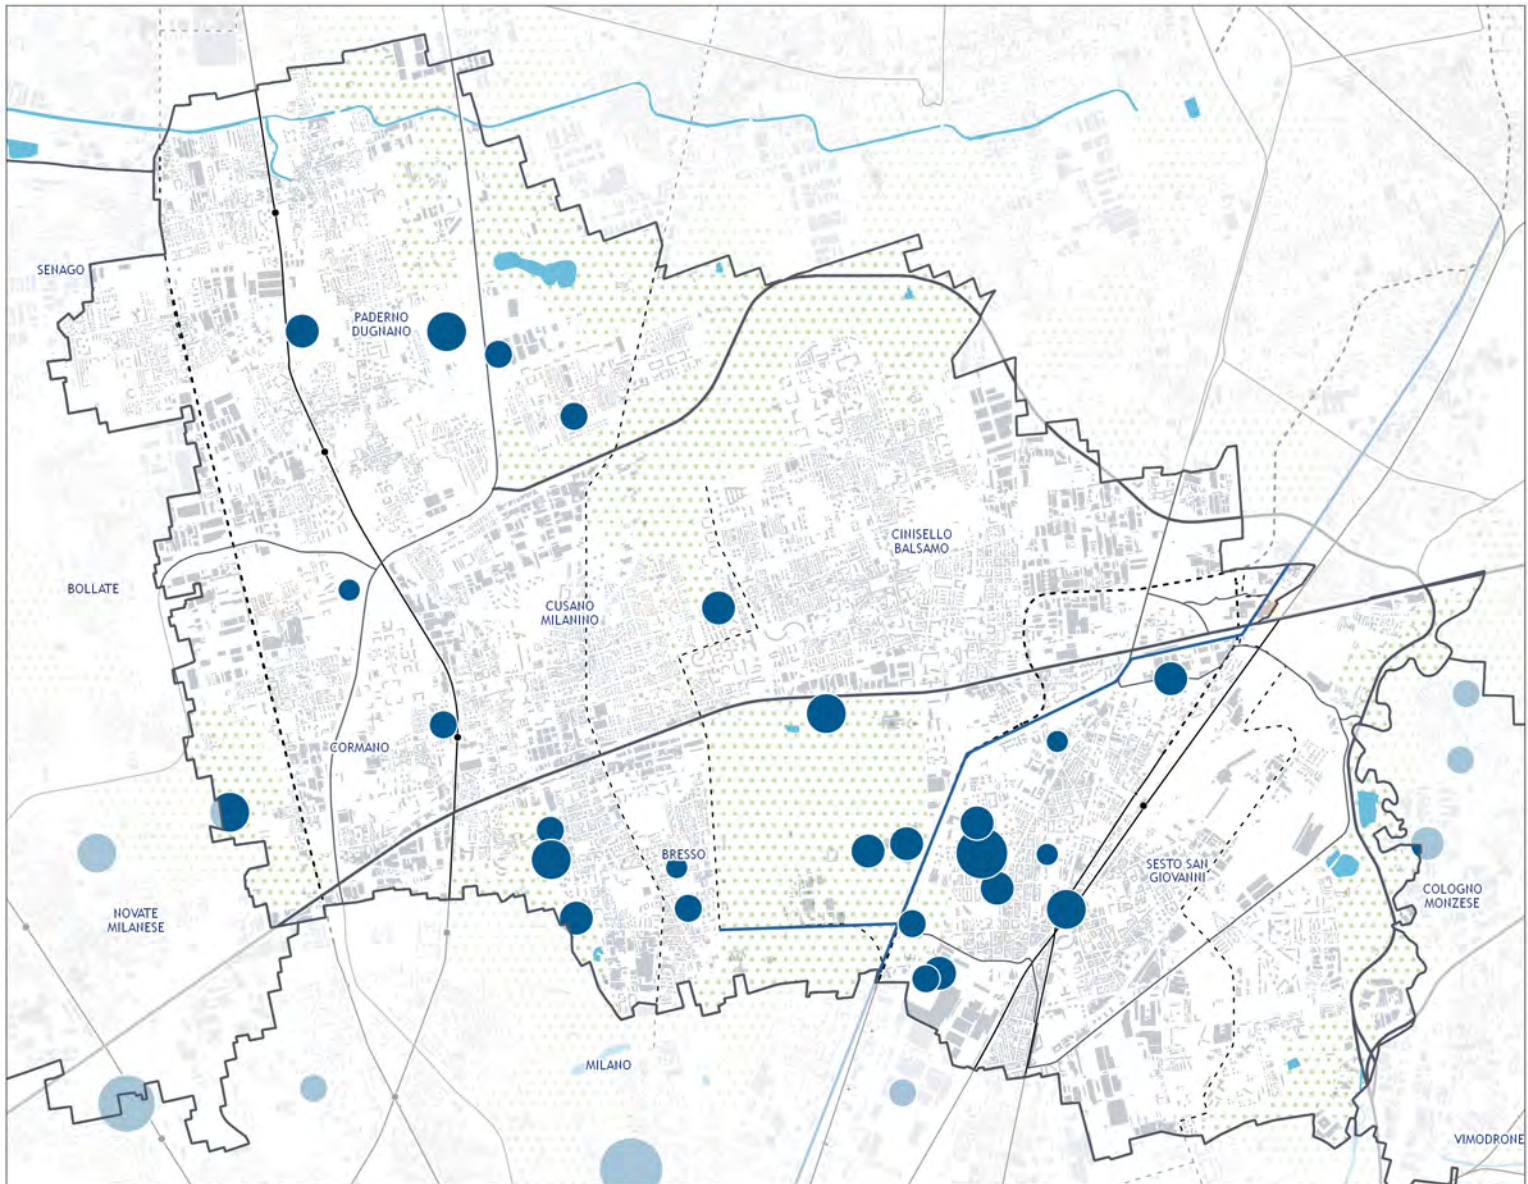 SENAGO
PADERNO
DUGNANO
CINISELLO
BALSAMO
BOLLATE
CUSANO
MILANINO
CORMANO
BRESSO
SESTO SAN
GIOVANNI
COLOGNO
MONZESE
NOVATE
MILANESE
MILANO
VIMODRONE